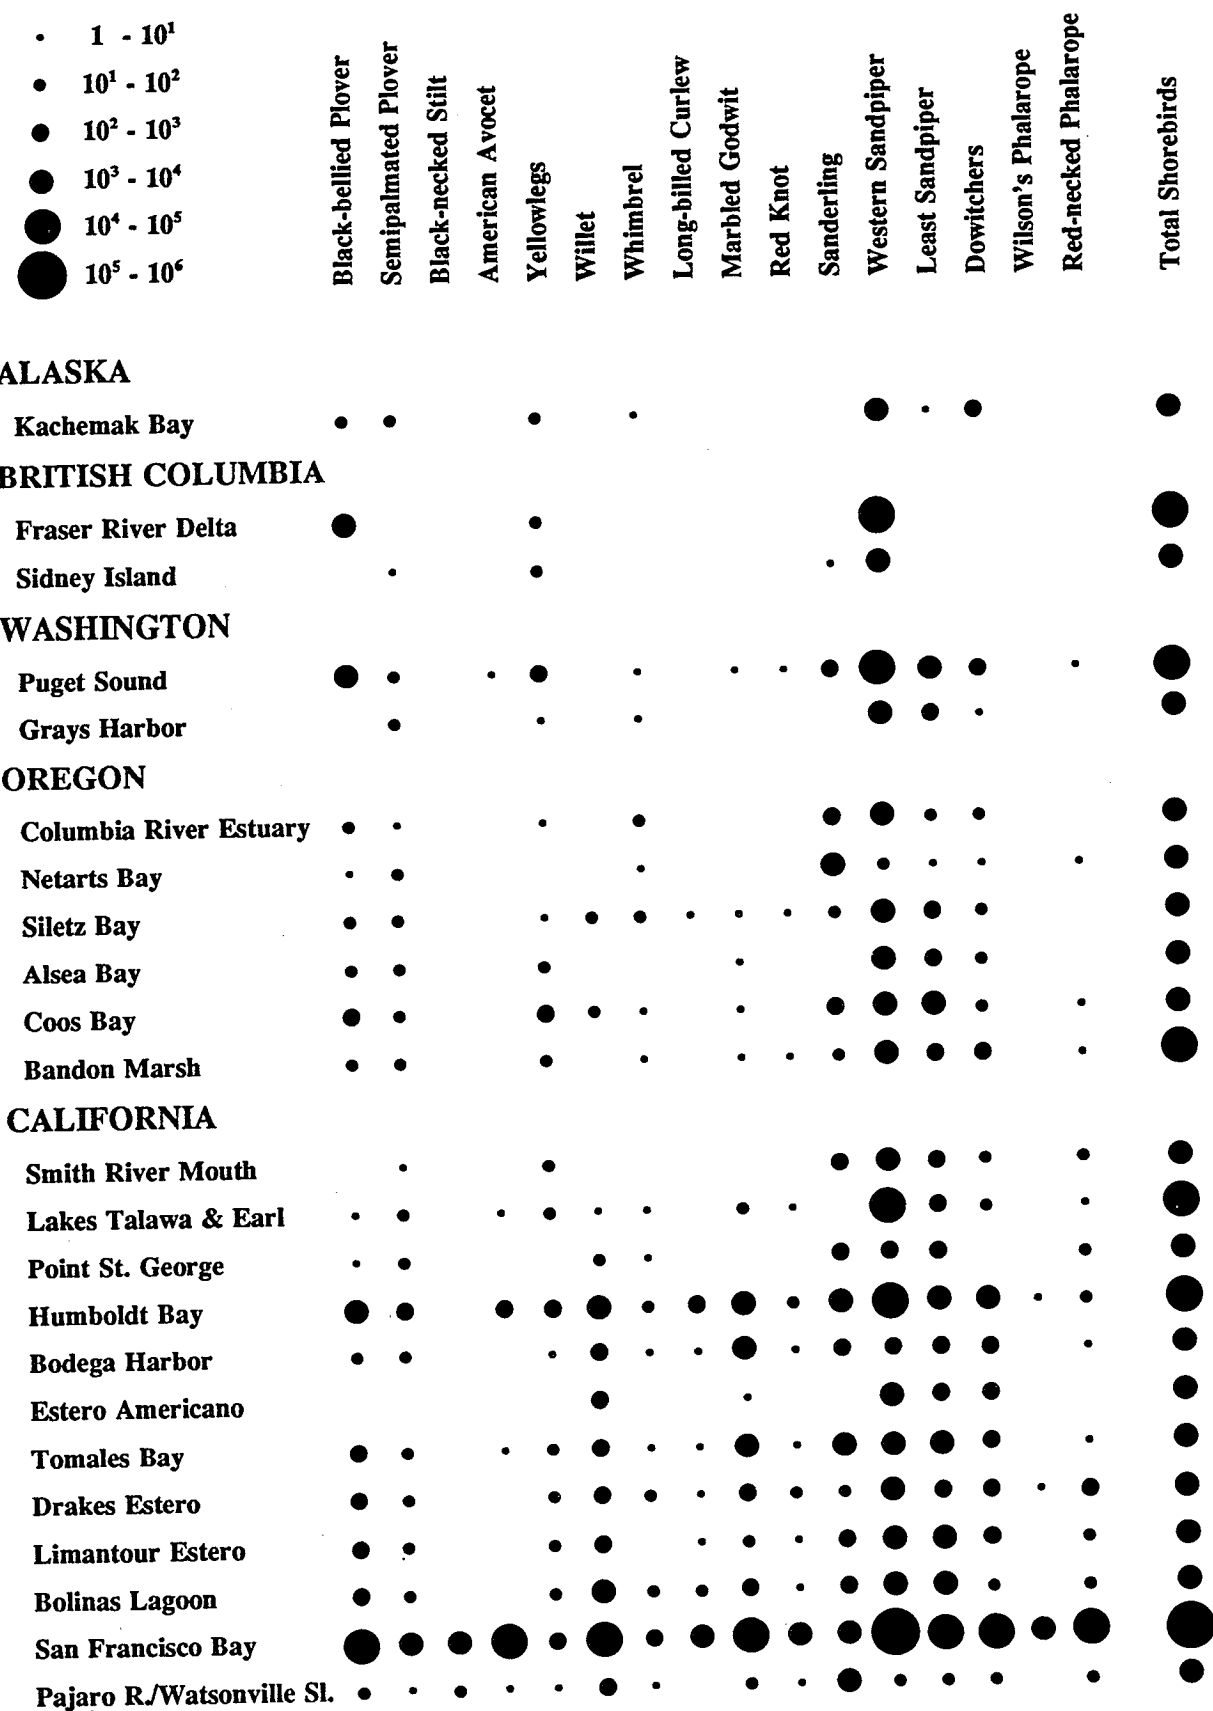 1 - 10¹
10¹ - 10²
10² - 10³
10³ - 10⁴
10⁴ - 10⁵
10⁵ - 10⁶
Black-bellied Plover
Semipalmated Plover
Black-necked Stilt
American Avocet
Yellowlegs
Willet
Whimbrel
Long-billed Curlew
Marbled Godwit
Red Knot
Sanderling
Western Sandpiper
Least Sandpiper
Dowitchers
Wilson's Phalarope
Red-necked Phalarope
Total Shorebirds
ALASKA
Kachemak Bay
BRITISH COLUMBIA
Fraser River Delta
Sidney Island
WASHINGTON
Puget Sound
Grays Harbor
OREGON
Columbia River Estuary
Netarts Bay
Siletz Bay
Alsea Bay
Coos Bay
Bandon Marsh
CALIFORNIA
Smith River Mouth
Lakes Talawa & Earl
Point St. George
Humboldt Bay
Bodega Harbor
Estero Americano
Tomales Bay
Drakes Estero
Limantour Estero
Bolinas Lagoon
San Francisco Bay
Pajaro R./Watsonville Sl.